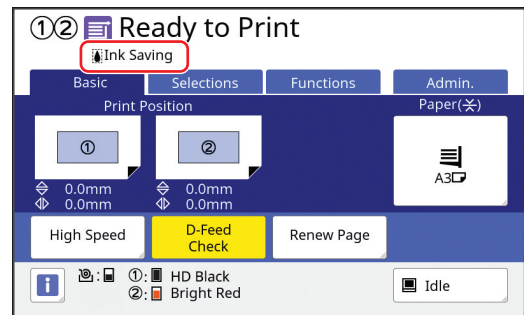 ①② Ready to Print
Ink Saving
Basic Selections Functions Admin.
Print Position Paper(
① ②
0.0mm 0.0mm
0.0mm 0.0mm
A3
High Speed D-Feed Check Renew Page
i ①: HD Black
②: Bright Red
Idle